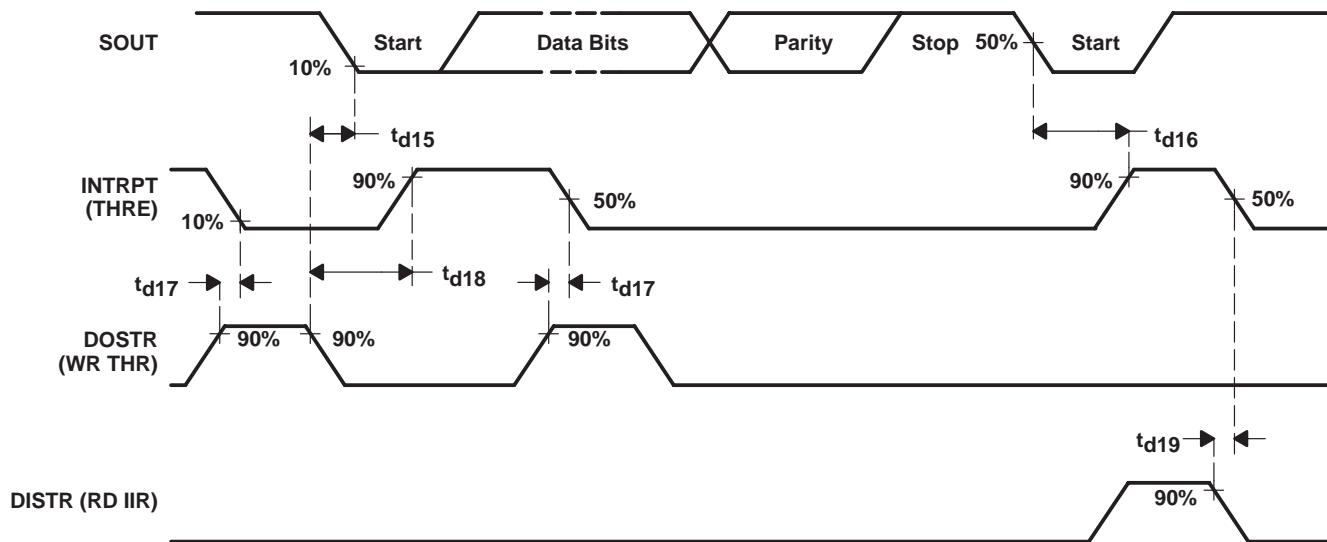 SOUT
Start
Data Bits
Parity
Stop
50%
Start
10%
td15
td16
INTRPT
(THRE)
90%
50%
90%
50%
10%
td17
td18
td17
DOSTR
(WR THR)
90%
90%
90%
td19
DISTR (RD IIR)
90%